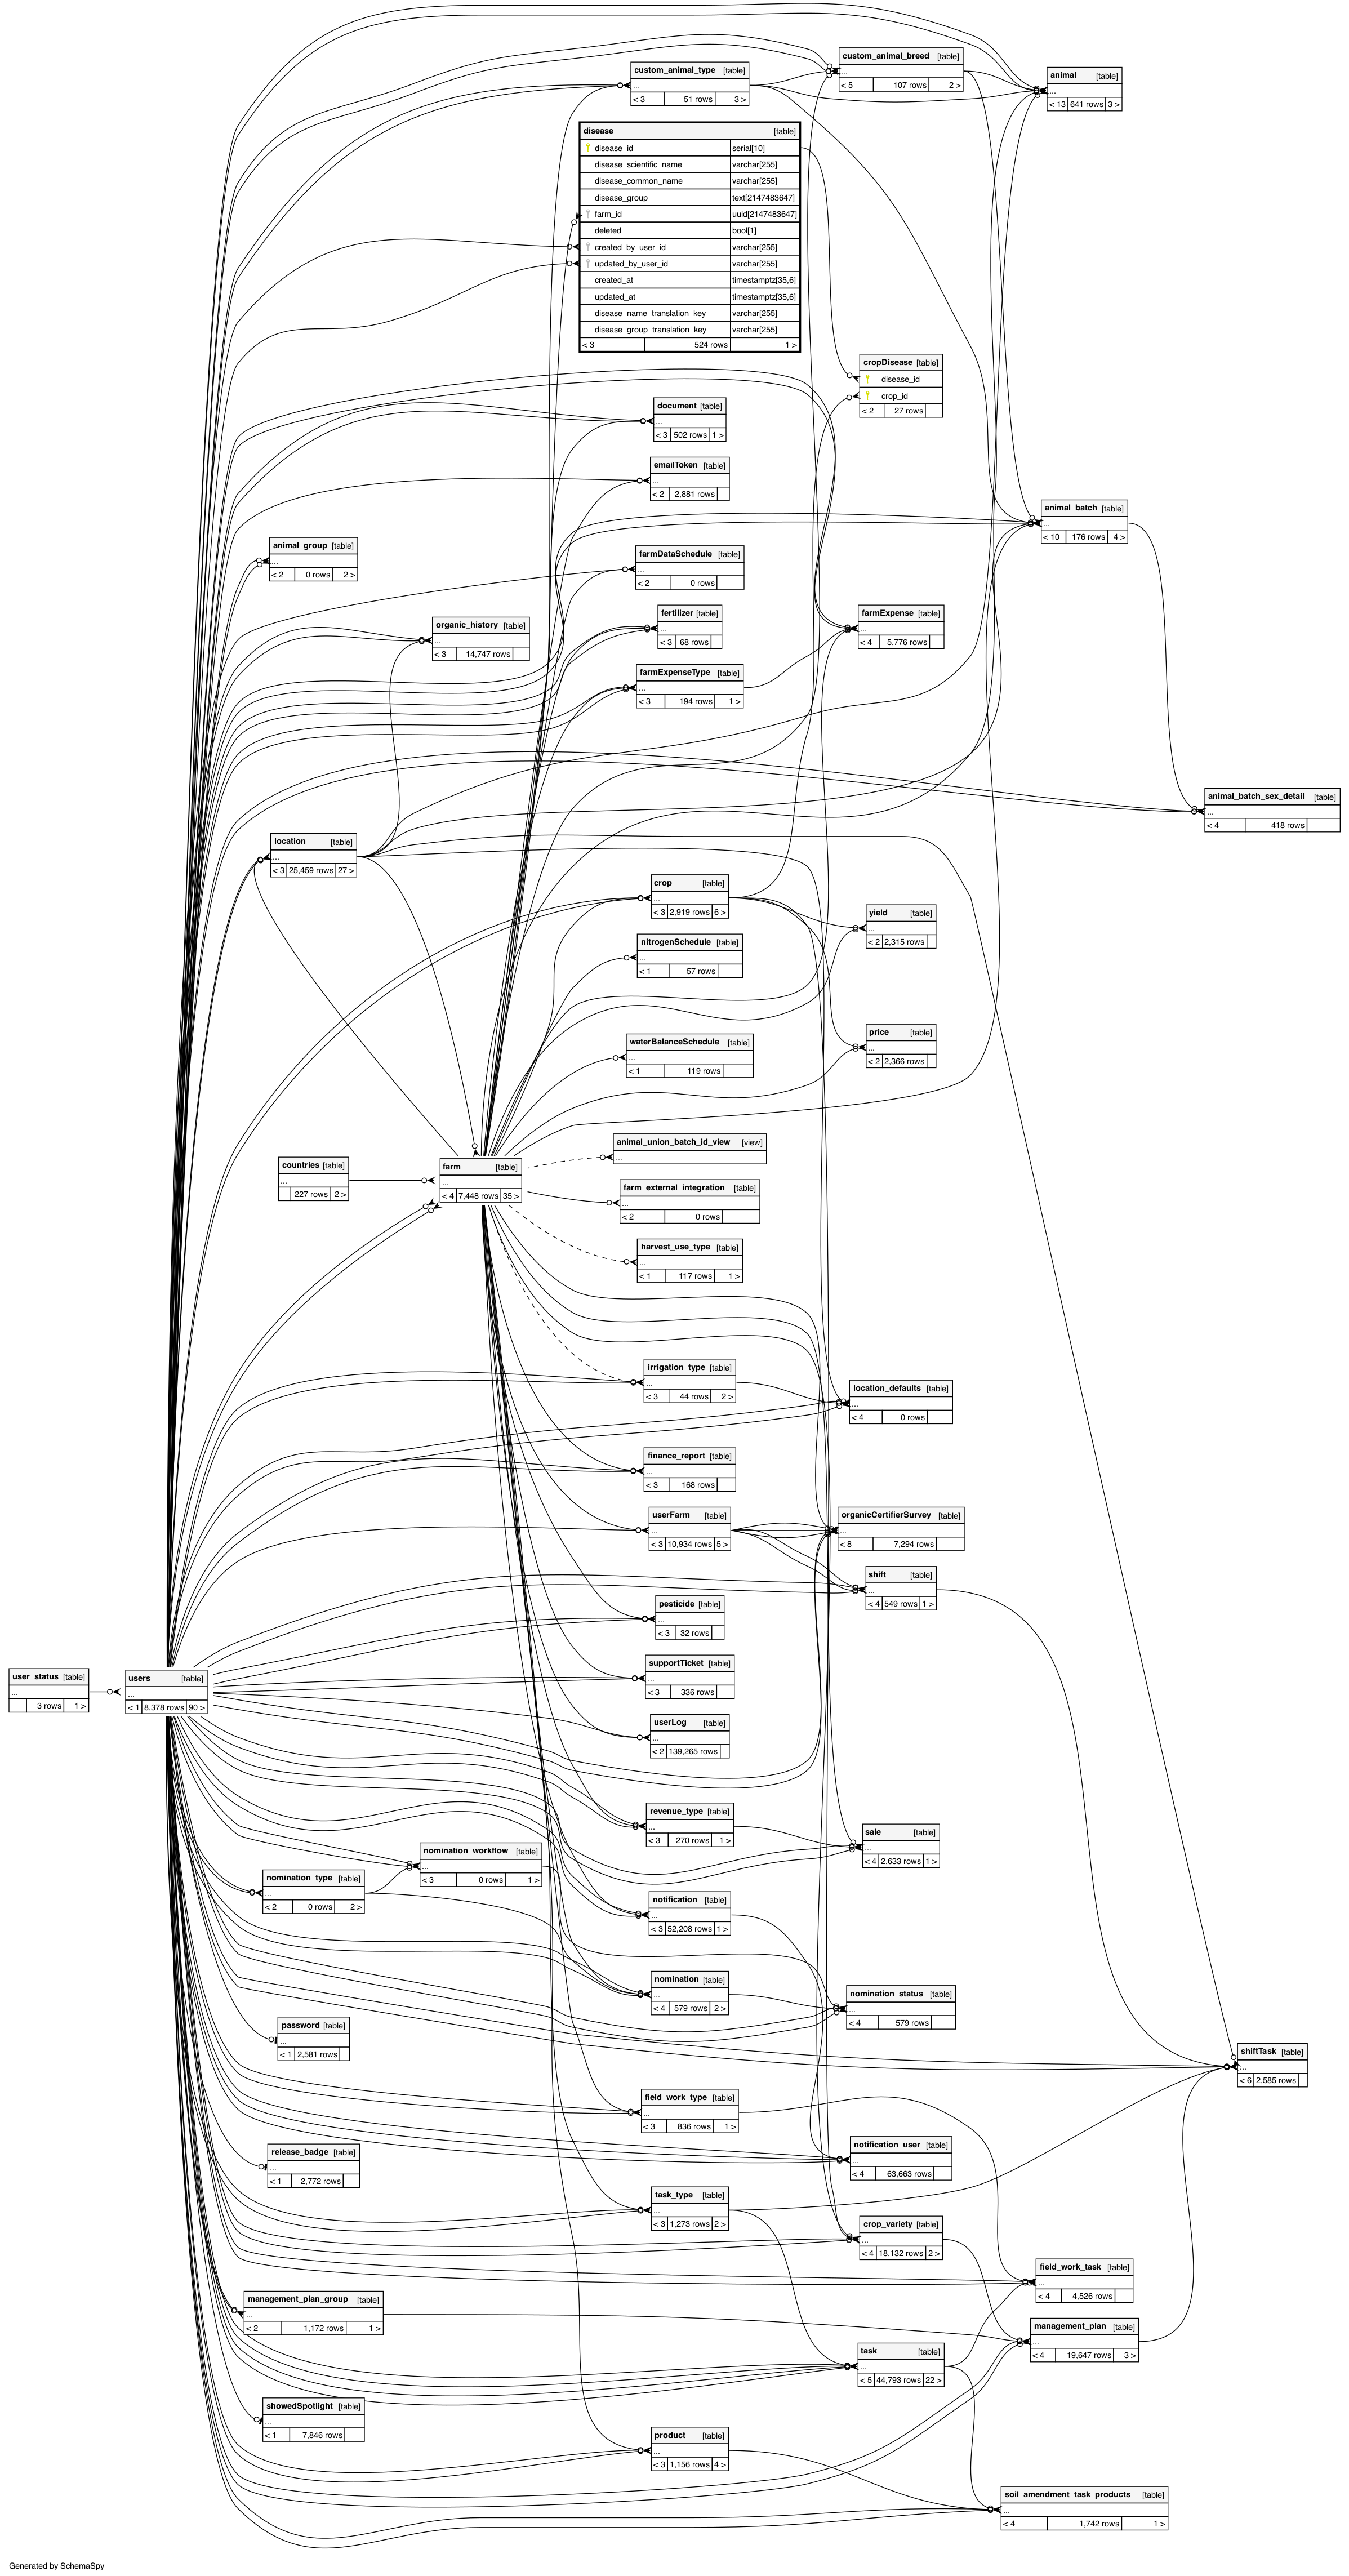 custom_animal_breed [table]
...
< 5 107 rows 2 >
custom_animal_type [table]
...
< 3 51 rows 3 >
animal [table]
...
< 13 641 rows 3 >
disease [table]
disease_id serial[10]
disease_scientific_name varchar[255]
disease_common_name varchar[255]
disease_group text[2147483647]
farm_id uuid[2147483647]
deleted bool[1]
created_by_user_id varchar[255]
updated_by_user_id varchar[255]
created_at timestamptz[35,6]
updated_at timestamptz[35,6]
disease_name_translation_key varchar[255]
disease_group_translation_key varchar[255]
< 3 524 rows 1 >
cropDisease [table]
disease_id
crop_id
< 2 27 rows
document [table]
...
< 3 502 rows 1 >
emailToken [table]
...
< 2 2,881 rows
animal_batch [table]
...
< 10 176 rows 4 >
animal_group [table]
...
< 2 0 rows 2 >
farmDataSchedule [table]
...
< 2 0 rows
fertilizer [table]
...
< 3 68 rows
farmExpense [table]
...
< 4 5,776 rows
organic_history [table]
...
< 3 14,747 rows
farmExpenseType [table]
...
< 3 194 rows 1 >
animal_batch_sex_detail [table]
...
< 4 418 rows
location [table]
...
< 3 25,459 rows 27 >
crop [table]
...
< 3 2,919 rows 6 >
yield [table]
...
< 2 2,315 rows
nitrogenSchedule [table]
...
< 1 57 rows
price [table]
...
< 2 2,366 rows
waterBalanceSchedule [table]
...
< 1 119 rows
animal_union_batch_id_view [view]
...
countries [table]
...
227 rows 2 >
farm [table]
...
< 4 7,448 rows 35 >
farm_external_integration [table]
...
< 2 0 rows
harvest_use_type [table]
...
< 1 117 rows 1 >
irrigation_type [table]
...
< 3 44 rows 2 >
location_defaults [table]
...
< 4 0 rows
finance_report [table]
...
< 3 168 rows
userFarm [table]
...
< 3 10,934 rows 5 >
organicCertifierSurvey [table]
...
< 8 7,294 rows
shift [table]
...
< 4 549 rows 1 >
pesticide [table]
...
< 3 32 rows
supportTicket [table]
...
< 3 336 rows
user_status [table]
...
3 rows 1 >
users [table]
...
< 1 8,378 rows 90 >
userLog [table]
...
< 2 139,265 rows
revenue_type [table]
...
< 3 270 rows 1 >
sale [table]
...
< 4 2,633 rows 1 >
nomination_workflow [table]
...
< 3 0 rows 1 >
nomination_type [table]
...
< 2 0 rows 2 >
notification [table]
...
< 3 52,208 rows 1 >
nomination [table]
...
< 4 579 rows 2 >
nomination_status [table]
...
< 4 579 rows
password [table]
...
< 1 2,581 rows
shiftTask [table]
...
< 6 2,585 rows
field_work_type [table]
...
< 3 836 rows 1 >
notification_user [table]
...
< 4 63,663 rows
release_badge [table]
...
< 1 2,772 rows
task_type [table]
...
< 3 1,273 rows 2 >
crop_variety [table]
...
< 4 18,132 rows 2 >
field_work_task [table]
...
< 4 4,526 rows
management_plan_group [table]
...
< 2 1,172 rows 1 >
management_plan [table]
...
< 4 19,647 rows 3 >
task [table]
...
< 5 44,793 rows 22 >
showedSpotlight [table]
...
< 1 7,846 rows
product [table]
...
< 3 1,156 rows 4 >
soil_amendment_task_products [table]
...
< 4 1,742 rows 1 >
Generated by SchemaSpy